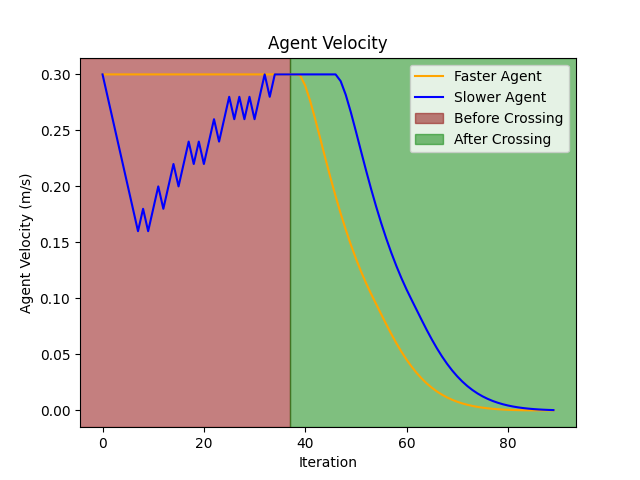 Agent Velocity
Faster Agent
Slower Agent
Before Crossing
After Crossing
Agent Velocity (m/s)
0.30
0.25
0.20
0.15
0.10
0.05
0.00
0 20 40 60 80
Iteration